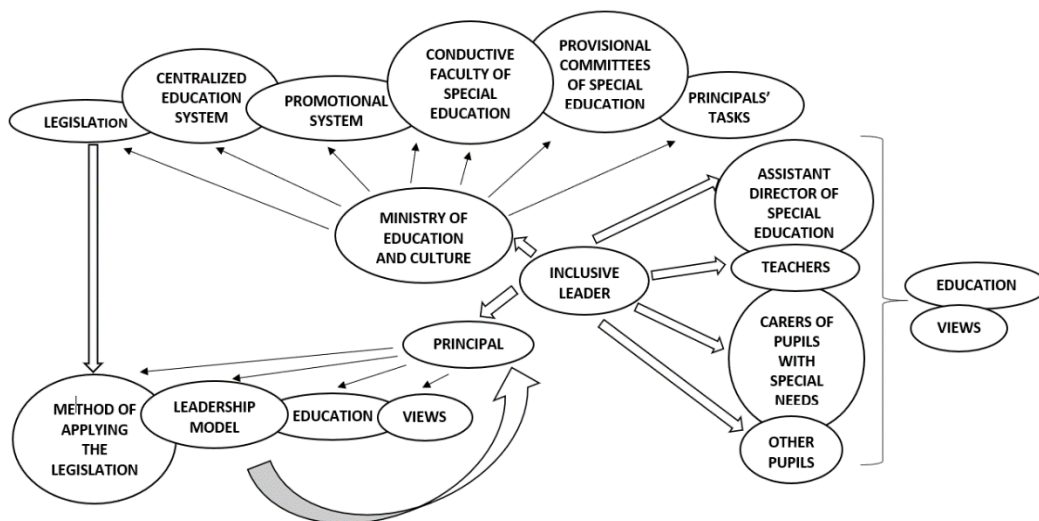 LEGISLATION
CENTRALIZED
EDUCATION
SYSTEM
PROMOTIONAL
SYSTEM
CONDUCTIVE
FACULTY OF
SPECIAL
EDUCATION
PROVISIONAL
COMMITTEES
OF SPECIAL
EDUCATION
PRINCIPALS'
TASKS
MINISTRY OF
EDUCATION
AND CULTURE
INCLUSIVE
LEADER
ASSISTANT
DIRECTOR OF
SPECIAL
EDUCATION
TEACHERS
CARERS OF
PUPILS
WITH
SPECIAL
NEEDS
OTHER
PUPILS
EDUCATION
VIEWS
PRINCIPAL
METHOD OF
APPLYING
THE
LEGISLATION
LEADERSHIP
MODEL
EDUCATION
VIEWS